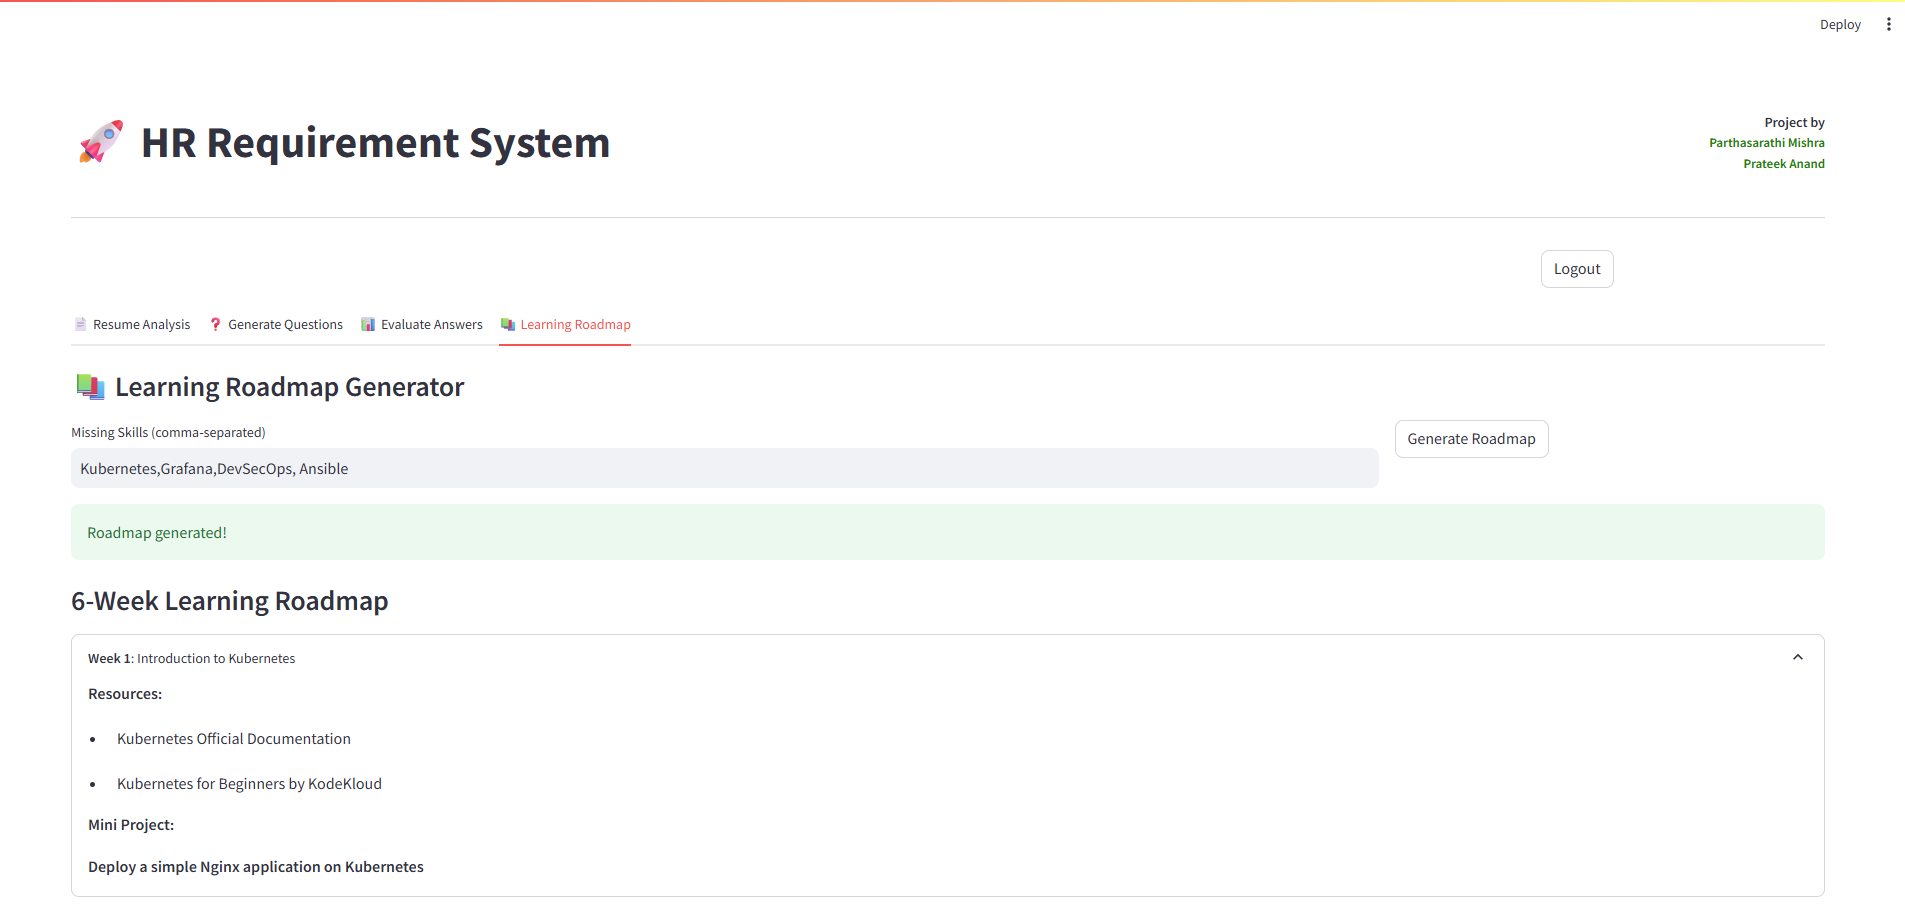 Deploy
HR Requirement System
Project by
Parthasarathi Mishra
Prateek Anand
Logout
Resume Analysis
Generate Questions
Evaluate Answers
Learning Roadmap
Learning Roadmap Generator
Missing Skills (comma-separated)
Generate Roadmap
Kubernetes,Grafana,DevSecOps, Ansible
Roadmap generated!
6-Week Learning Roadmap
Week 1: Introduction to Kubernetes
Resources:
• Kubernetes Official Documentation
• Kubernetes for Beginners by KodeKloud
Mini Project:
Deploy a simple Nginx application on Kubernetes